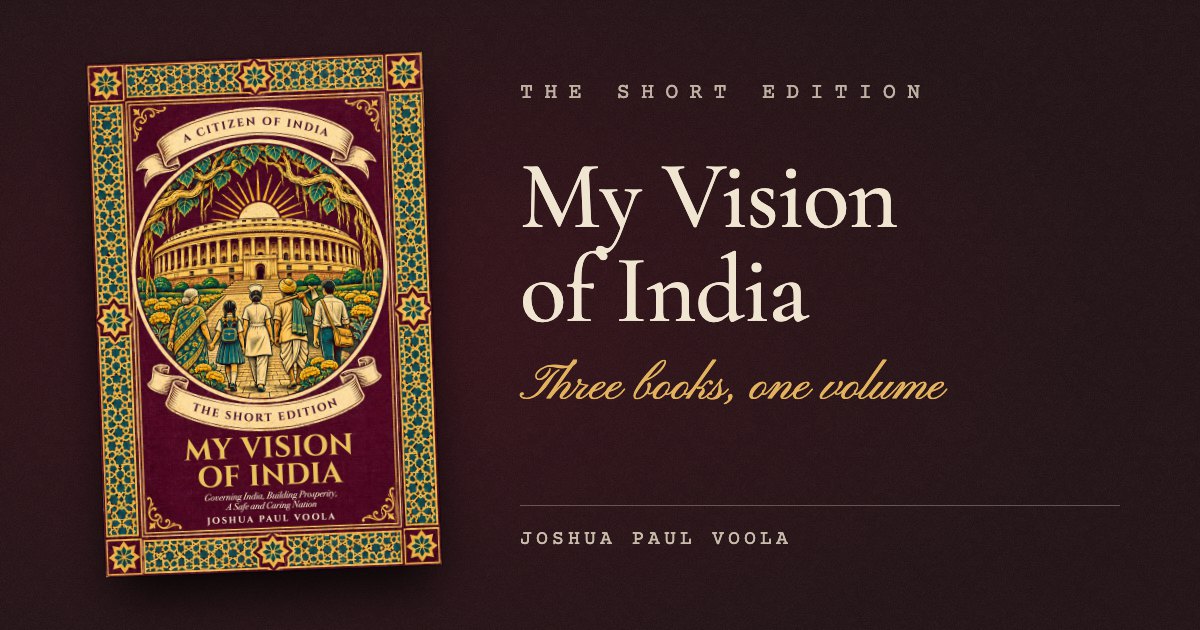 A CITIZEN OF INDIA
THE SHORT EDITION
MY VISION
OF INDIA
Governing India, Building Prosperity,
A Safe and Caring Nation
JOSHUA PAUL VOOLA
THE SHORT EDITION
My Vision
of India
Three books, one volume
JOSHUA PAUL VOOLA